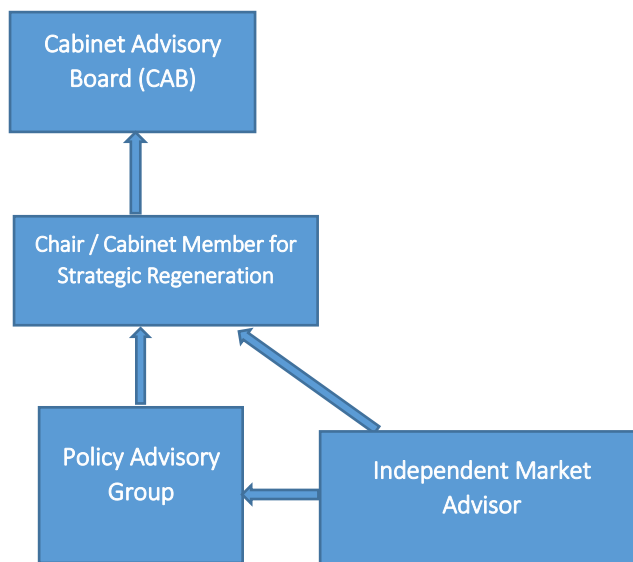 Cabinet Advisory
Board (CAB)
Chair / Cabinet Member for
Strategic Regeneration
Policy Advisory
Group
Independent Market
Advisor